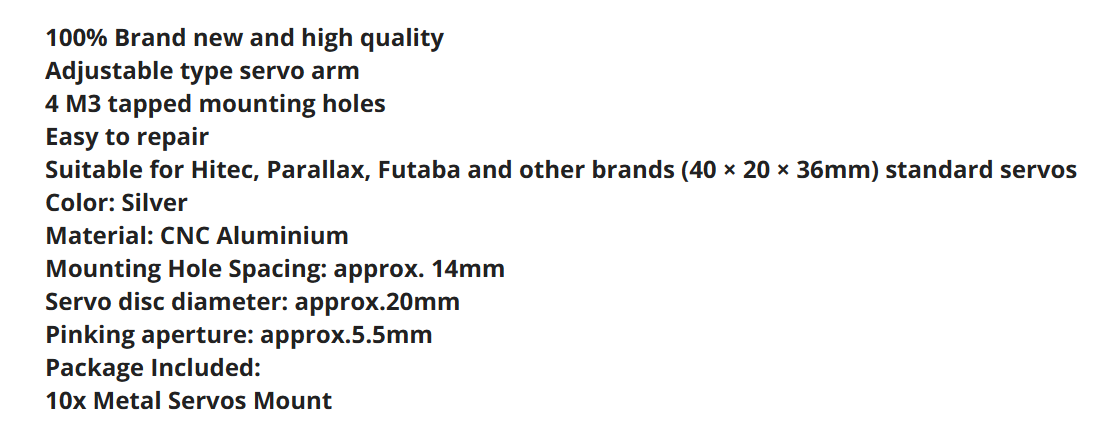 100% Brand new and high quality
Adjustable type servo arm
4 M3 tapped mounting holes
Easy to repair
Suitable for Hitec, Parallax, Futaba and other brands (40 × 20 × 36mm) standard servos
Color: Silver
Material: CNC Aluminium
Mounting Hole Spacing: approx. 14mm
Servo disc diameter: approx.20mm
Pinking aperture: approx.5.5mm
Package Included:
10x Metal Servos Mount